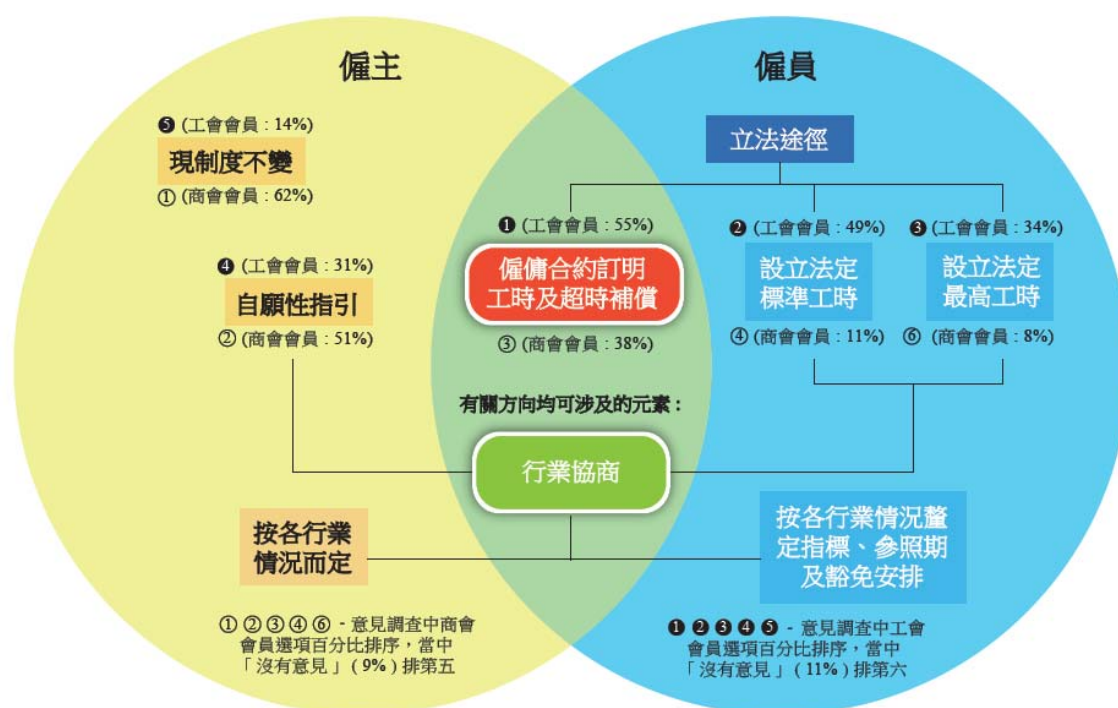 僱主
僱員
❺ (工會會員 : 14%)
現制度不變
① (商會會員 : 62%)
立法途徑
❶ (工會會員 : 55%)
僱傭合約訂明
工時及超時補償
③ (商會會員 : 38%)
❷ (工會會員 : 49%)
設立法定
標準工時
④ (商會會員 : 11%)
❸ (工會會員 : 34%)
設立法定
最高工時
⑥ (商會會員 : 8%)
❹ (工會會員 : 31%)
自願性指引
② (商會會員 : 51%)
有關方向均可涉及的元素 :
行業協商
按各行業
情況而定
按各行業情況釐
定指標、參照期
及豁免安排
① ② ③ ④ ⑥ - 意見調查中商會
會員選項百分比排序，當中
「沒有意見」( 9%) 排第五
❶ ❷ ❸ ❹ ❺ - 意見調查中工會
會員選項百分比排序，當中
「沒有意見」( 11%) 排第六